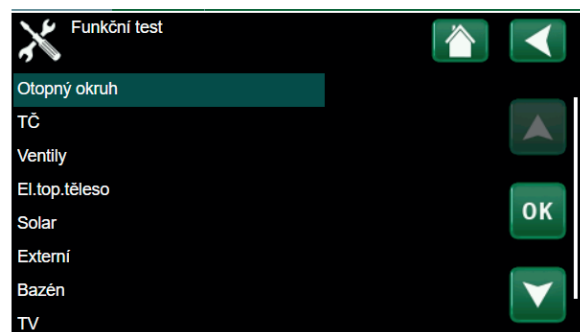 Funkční test
Otopný okruh
TČ
Ventily
El.top.těleso
Solar
OK
Externí
Bazén
TV